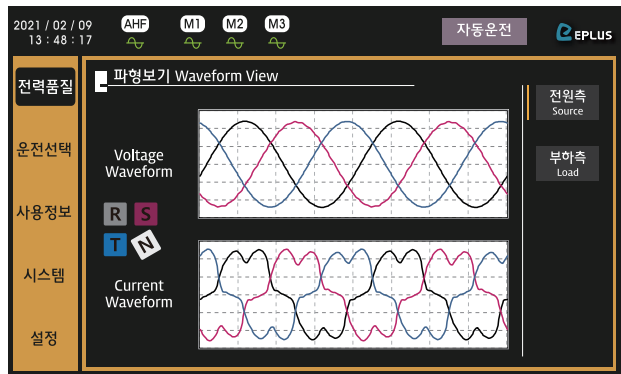 2021 / 02 / 09
13 : 48 : 17
AHF
M1
M2
M3
자동운전
EPLUS
전력품질
운전선택
사용정보
시스템
설정
파형보기 Waveform View
Voltage
Waveform
R
S
T
N
Current
Waveform
전원측
Source
부하측
Load